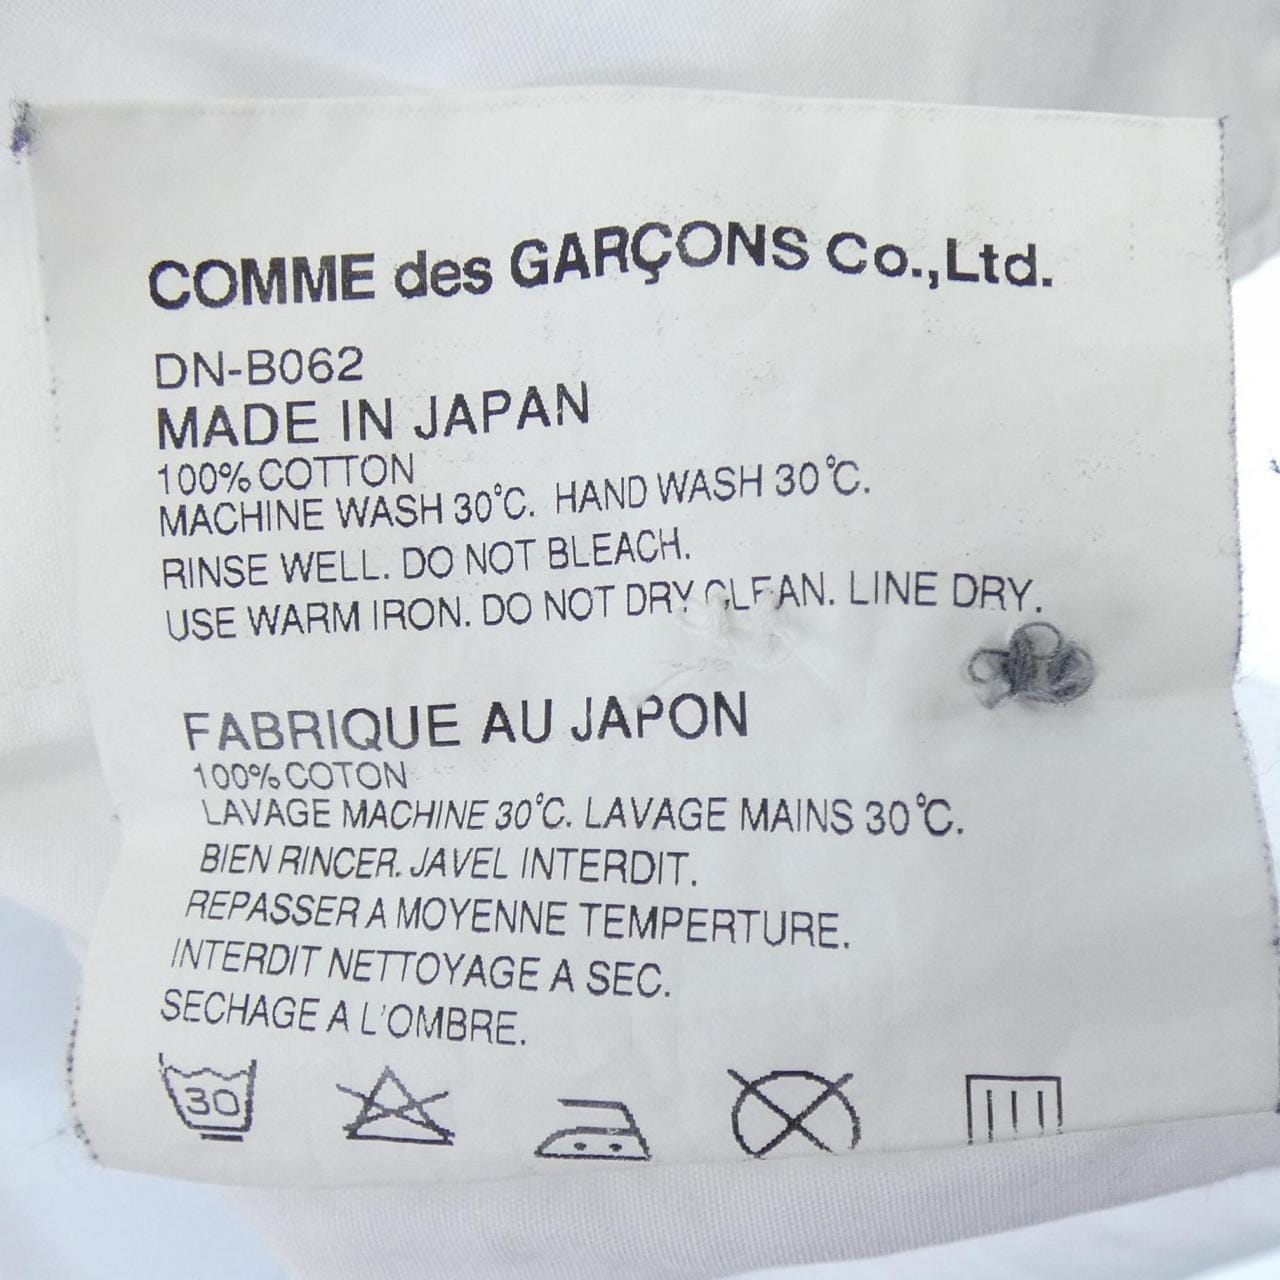 COMME des GARÇONS Co.,Ltd.
DN-B062
MADE IN JAPAN
100% COTTON
MACHINE WASH 30℃. HAND WASH 30℃.
RINSE WELL. DO NOT BLEACH.
USE WARM IRON. DO NOT DRY CLEAN. LINE DRY.
FABRIQUE AU JAPON
100% COTON
LAVAGE MACHINE 30℃. LAVAGE MAINS 30℃.
BIEN RINCER. JAVEL INTERDIT.
REPASSER A MOYENNE TEMPERTURE.
INTERDIT NETTOYAGE A SEC.
SECHAGE A L'OMBRE.
30